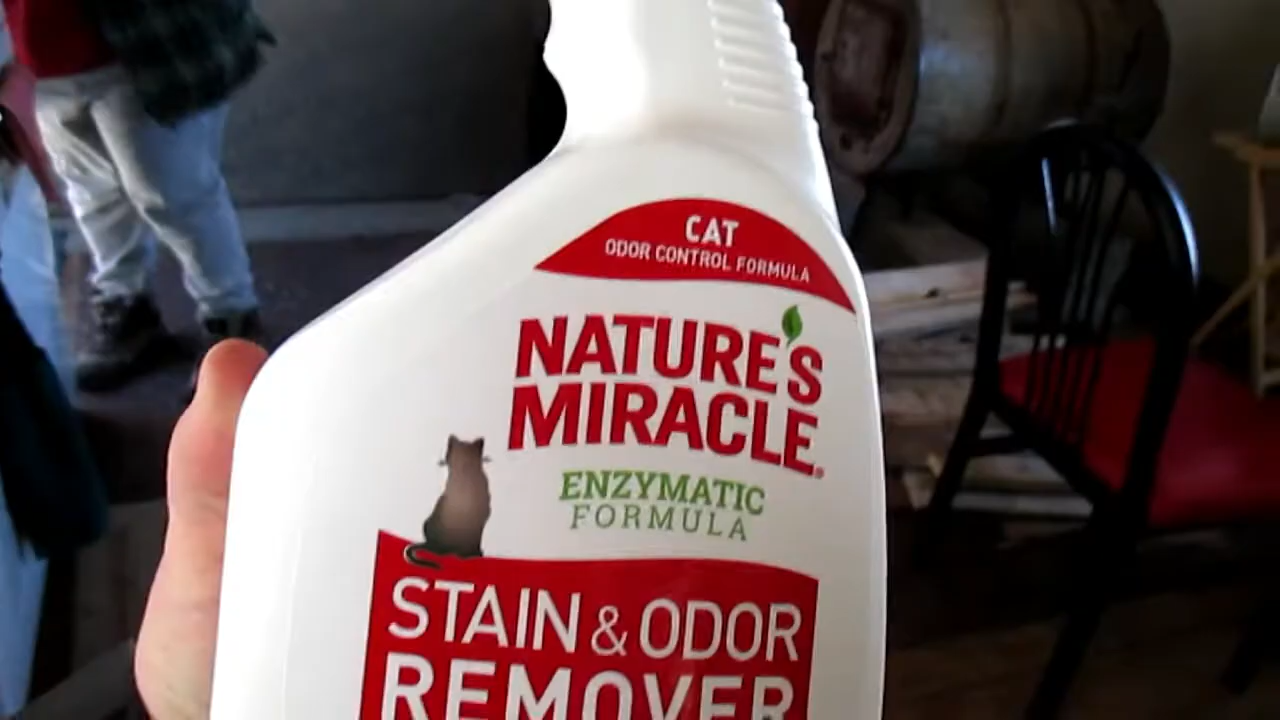 CAT
ODOR CONTROL FORMULA
NATURE'S
MIRACLE®
ENZYMATIC
FORMULA
STAIN & ODOR
REMOVER